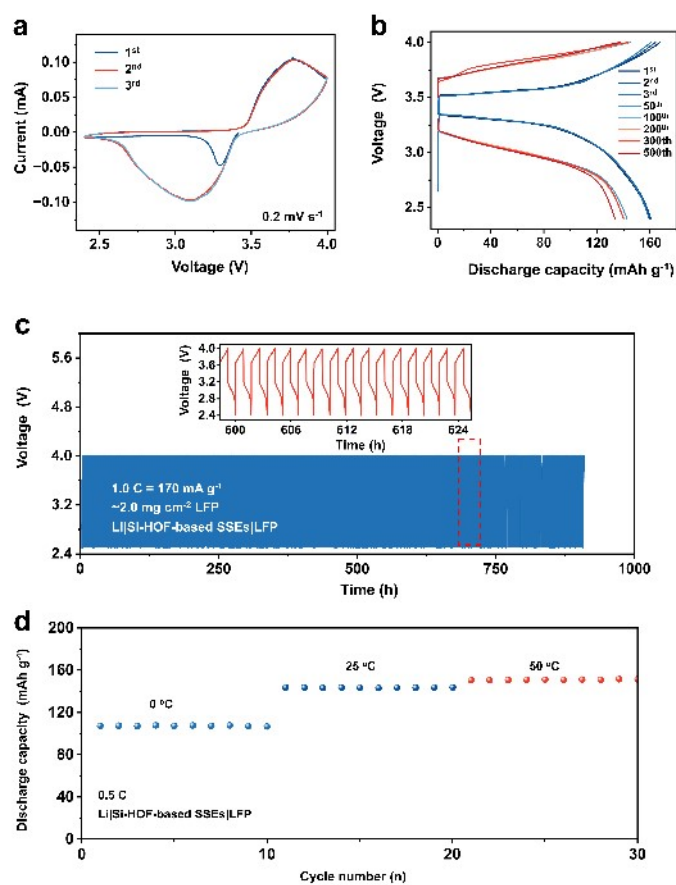 a
1st
2nd
3rd
0.10
0.05
0.00
−0.05
−0.10
Current (mA)
0.2 mV s-1
2.5 3.0 3.5 4.0
Voltage (V)
b
4.0
3.5
3.0
2.5
Voltage (V)
1st
2rd
3rd
50th
100th
200th
300th
500th
0 40 80 120 160
Discharge capacity (mAh g-1)
c
5.6
4.8
4.0
3.2
2.4
Voltage (V)
4.0
3.6
3.2
2.8
2.4
Voltage (V)
600 606 612 618 624
Time (h)
1.0 C = 170 mA g-1
~2.0 mg cm-2 LFP
Li|Si-HOF-based SSEs|LFP
0 250 500 750 1000
Time (h)
d
200
160
120
80
40
0
Discharge capacity (mAh g-1)
0 oC
25 oC
50 oC
0.5 C
Li|Si-HOF-based SSEs|LFP
0 10 20 30
Cycle number (n)